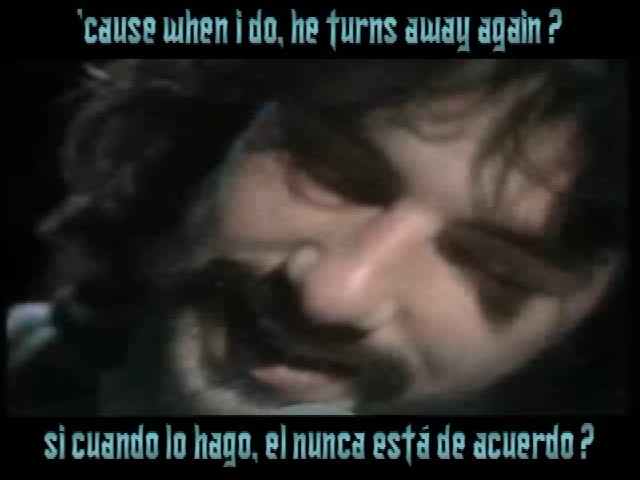 'cause when i do, he turns away again?
si cuando lo hago, el nunca está de acuerdo?